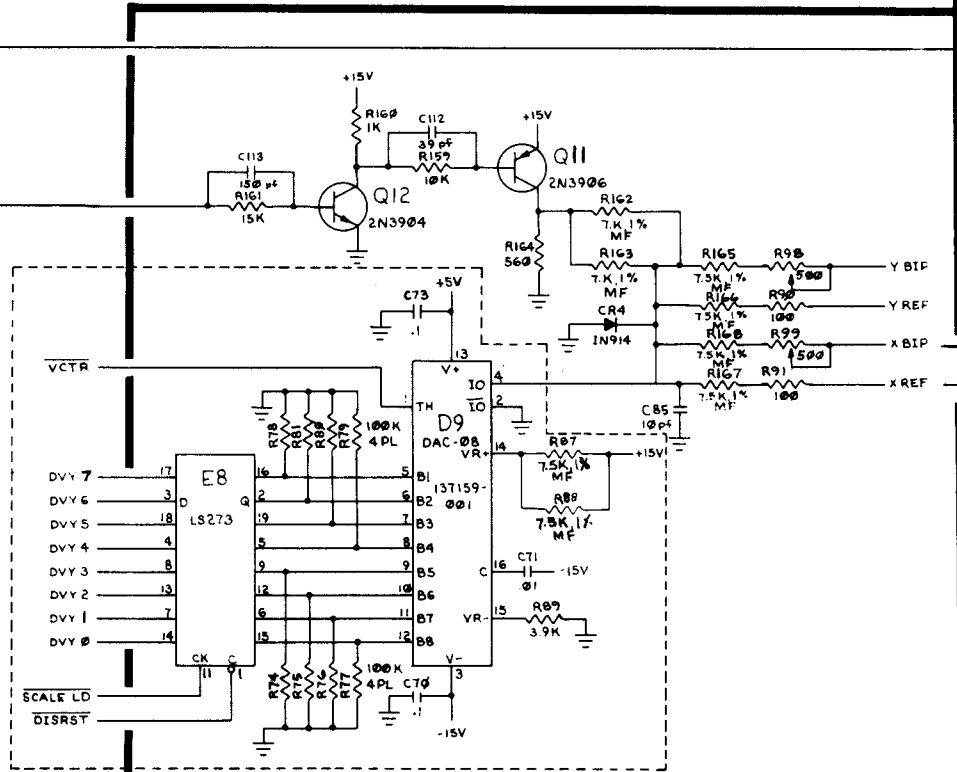 +15V
R160
1K
C112
39 pf
R159
10K
+15V
Q11
2N3906
C113
150 pf
R161
15K
Q12
2N3904
R162
7.K,1%
MF
R164
560
R163
7.K,1%
MF
R165
7.5K,1%
MF
R98
500
Y BIP
R166
7.5K,1%
MF
R90
100
Y REF
CR4
1N914
R168
7.5K,1%
MF
R99
500
X BIP
R167
7.5K,1%
MF
R91
100
X REF
C85
10pf
+5V
C73
.1
13
V+
VCTR
1
TH
4
IO
2
IO
D9
DAC-08
137159-
001
14
VR+
R87
7.5K,1%
MF
+15V
R88
7.5K,1%
MF
R78
R81
R80
R79
100K
4PL
E8
LS273
D
Q
DVY 7
17
16
5
B1
DVY 6
3
2
6
B2
DVY 5
18
19
7
B3
DVY 4
4
5
8
B4
DVY 3
8
9
9
B5
DVY 2
13
12
10
B6
DVY 1
7
6
11
B7
DVY 0
14
15
12
B8
16
C
C71
.01
-15V
15
VR-
R89
3.9K
CK
11
C
1
SCALE LD
DISRST
R74
R75
R76
R77
100K
4PL
V-
3
C70
.1
-15V